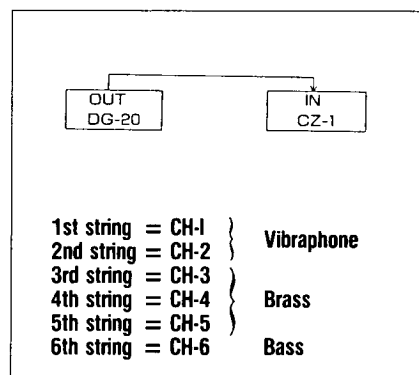 OUT
DG-20
IN
CZ-1
1st string = CH-I
2nd string = CH-2
Vibraphone
3rd string = CH-3
4th string = CH-4
5th string = CH-5
Brass
6th string = CH-6 Bass